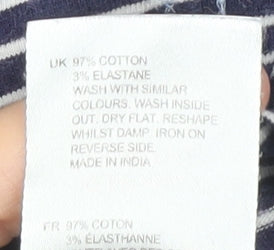 UK 97% COTTON
3% ELASTANE
WASH WITH SIMILAR
COLOURS. WASH INSIDE
OUT. DRY FLAT. RESHAPE
WHILST DAMP. IRON ON
REVERSE SIDE.
MADE IN INDIA
FR 97% COTON
3% ÉLASTHANNE